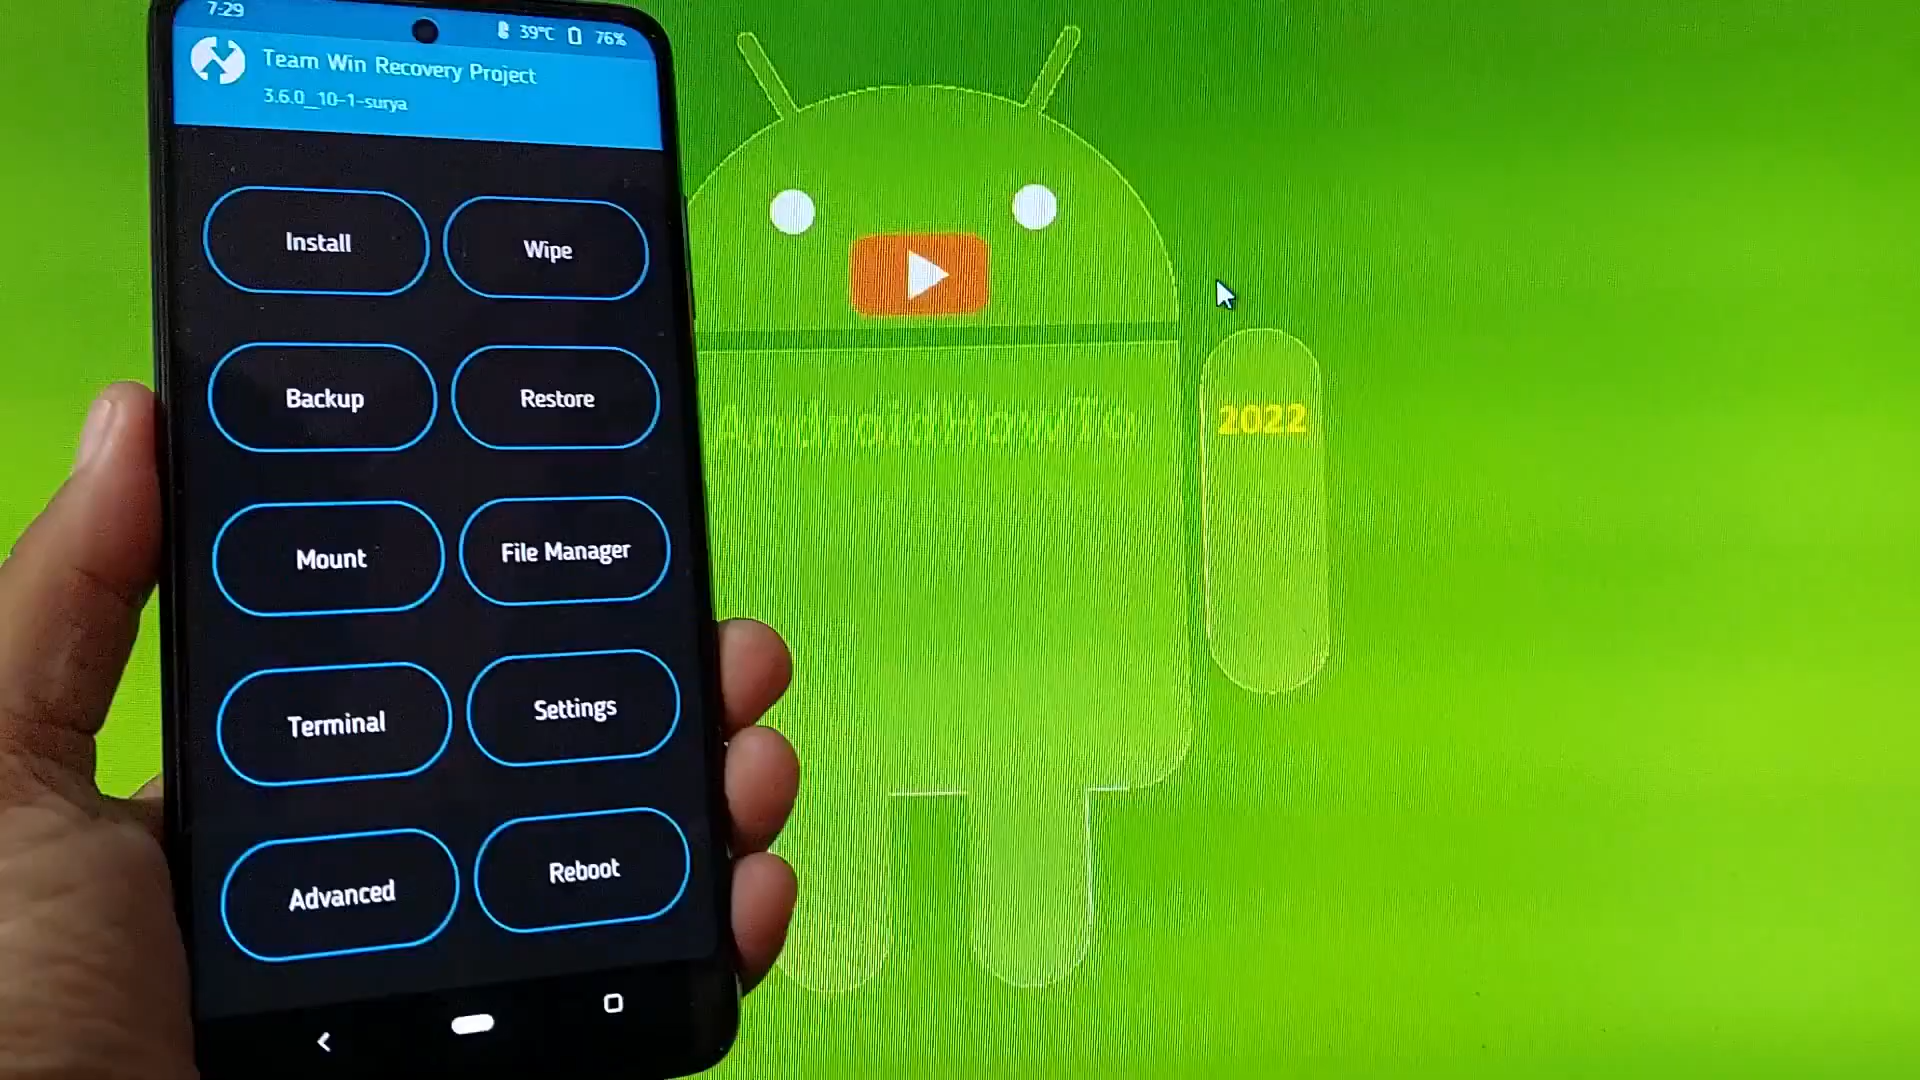 7:29
39°C 76%
Team Win Recovery Project
3.6.0_10-1-surya
Install
Wipe
Backup
Restore
Mount
File Manager
Terminal
Settings
Advanced
Reboot
AndroidHowTo
2022